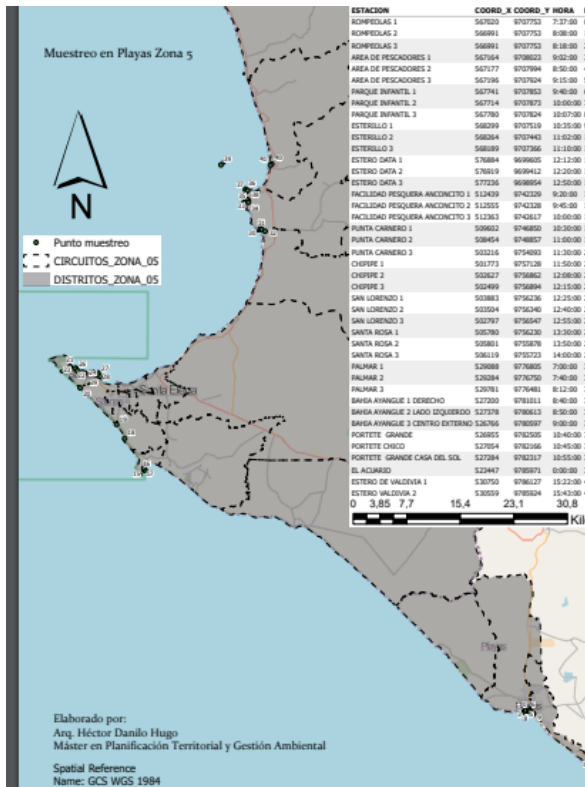 Muestreo en Playas Zona 5
N
Punto muestreo
CIRCUITOS_ZONA_05
DISTRITOS_ZONA_05
ESTACION COORD_X COORD_Y HORA
ROMPEOLAS 1 567020 9707753 7:37:00
ROMPEOLAS 2 566991 9707753 8:08:00
ROMPEOLAS 3 566991 9707753 8:18:00
AREA DE PESCADORES 1 567164 9708023 9:02:00
AREA DE PESCADORES 2 567177 9707994 8:50:00
AREA DE PESCADORES 3 567196 9707924 9:15:00
PARQUE INFANTIL 1 567741 9707853 9:40:00
PARQUE INFANTIL 2 567714 9707873 10:00:00
PARQUE INFANTIL 3 567780 9707824 10:07:00
ESTERILLO 1 568299 9707519 10:35:00
ESTERILLO 2 568264 9707443 11:02:00
ESTERILLO 3 568189 9707366 11:10:00
ESTERO DATA 1 576884 9699605 12:12:00
ESTERO DATA 2 576919 9699412 12:20:00
ESTERO DATA 3 577236 9698954 12:50:00
FACILIDAD PESQUERA ANCONCITO 1 512439 9742329 9:20:00
FACILIDAD PESQUERA ANCONCITO 2 512555 9742328 9:45:00
FACILIDAD PESQUERA ANCONCITO 3 512363 9742617 10:00:00
PUNTA CARNERO 1 509602 9746850 10:30:00
PUNTA CARNERO 2 508454 9748857 11:00:00
PUNTA CARNERO 3 503216 9754093 11:30:00
CHIPIPE 1 501773 9757128 11:50:00
CHIPIPE 2 502627 9756862 12:08:00
CHIPIPE 3 502499 9756894 12:15:00
SAN LORENZO 1 503883 9756236 12:25:00
SAN LORENZO 2 503504 9756340 12:40:00
SAN LORENZO 3 502797 9756547 12:55:00
SANTA ROSA 1 505780 9756230 13:30:00
SANTA ROSA 2 505801 9755878 13:50:00
SANTA ROSA 3 506119 9755723 14:00:00
PALMAR 1 529088 9776805 7:00:00
PALMAR 2 529284 9776750 7:40:00
PALMAR 3 529781 9776481 8:12:00
BAHIA AYANGUE 1 DERECHO 527200 9781011 8:40:00
BAHIA AYANGUE 2 LADO IZQUIERDO 527378 9780613 8:50:00
BAHIA AYANGUE 3 CENTRO EXTERNO 526766 9780597 9:00:00
PORTETE GRANDE 526955 9782505 10:40:00
PORTETE CHICO 527054 9782166 10:45:00
PORTETE GRANDE CASA DEL SOL 527284 9782317 10:55:00
EL ACUARIO 523447 9785971 0:00:00
ESTERO DE VALDIVIA 1 530750 9786127 15:22:00
ESTERO VALDIVIA 2 530559 9785924 15:43:00
0 3,85 7,7 15,4 23,1 30,8
Kil
Santa Elena
Playas
Elaborado por:
Arq. Héctor Danilo Hugo
Máster en Planificación Territorial y Gestión Ambiental
Spatial Reference
Name: GCS WGS 1984